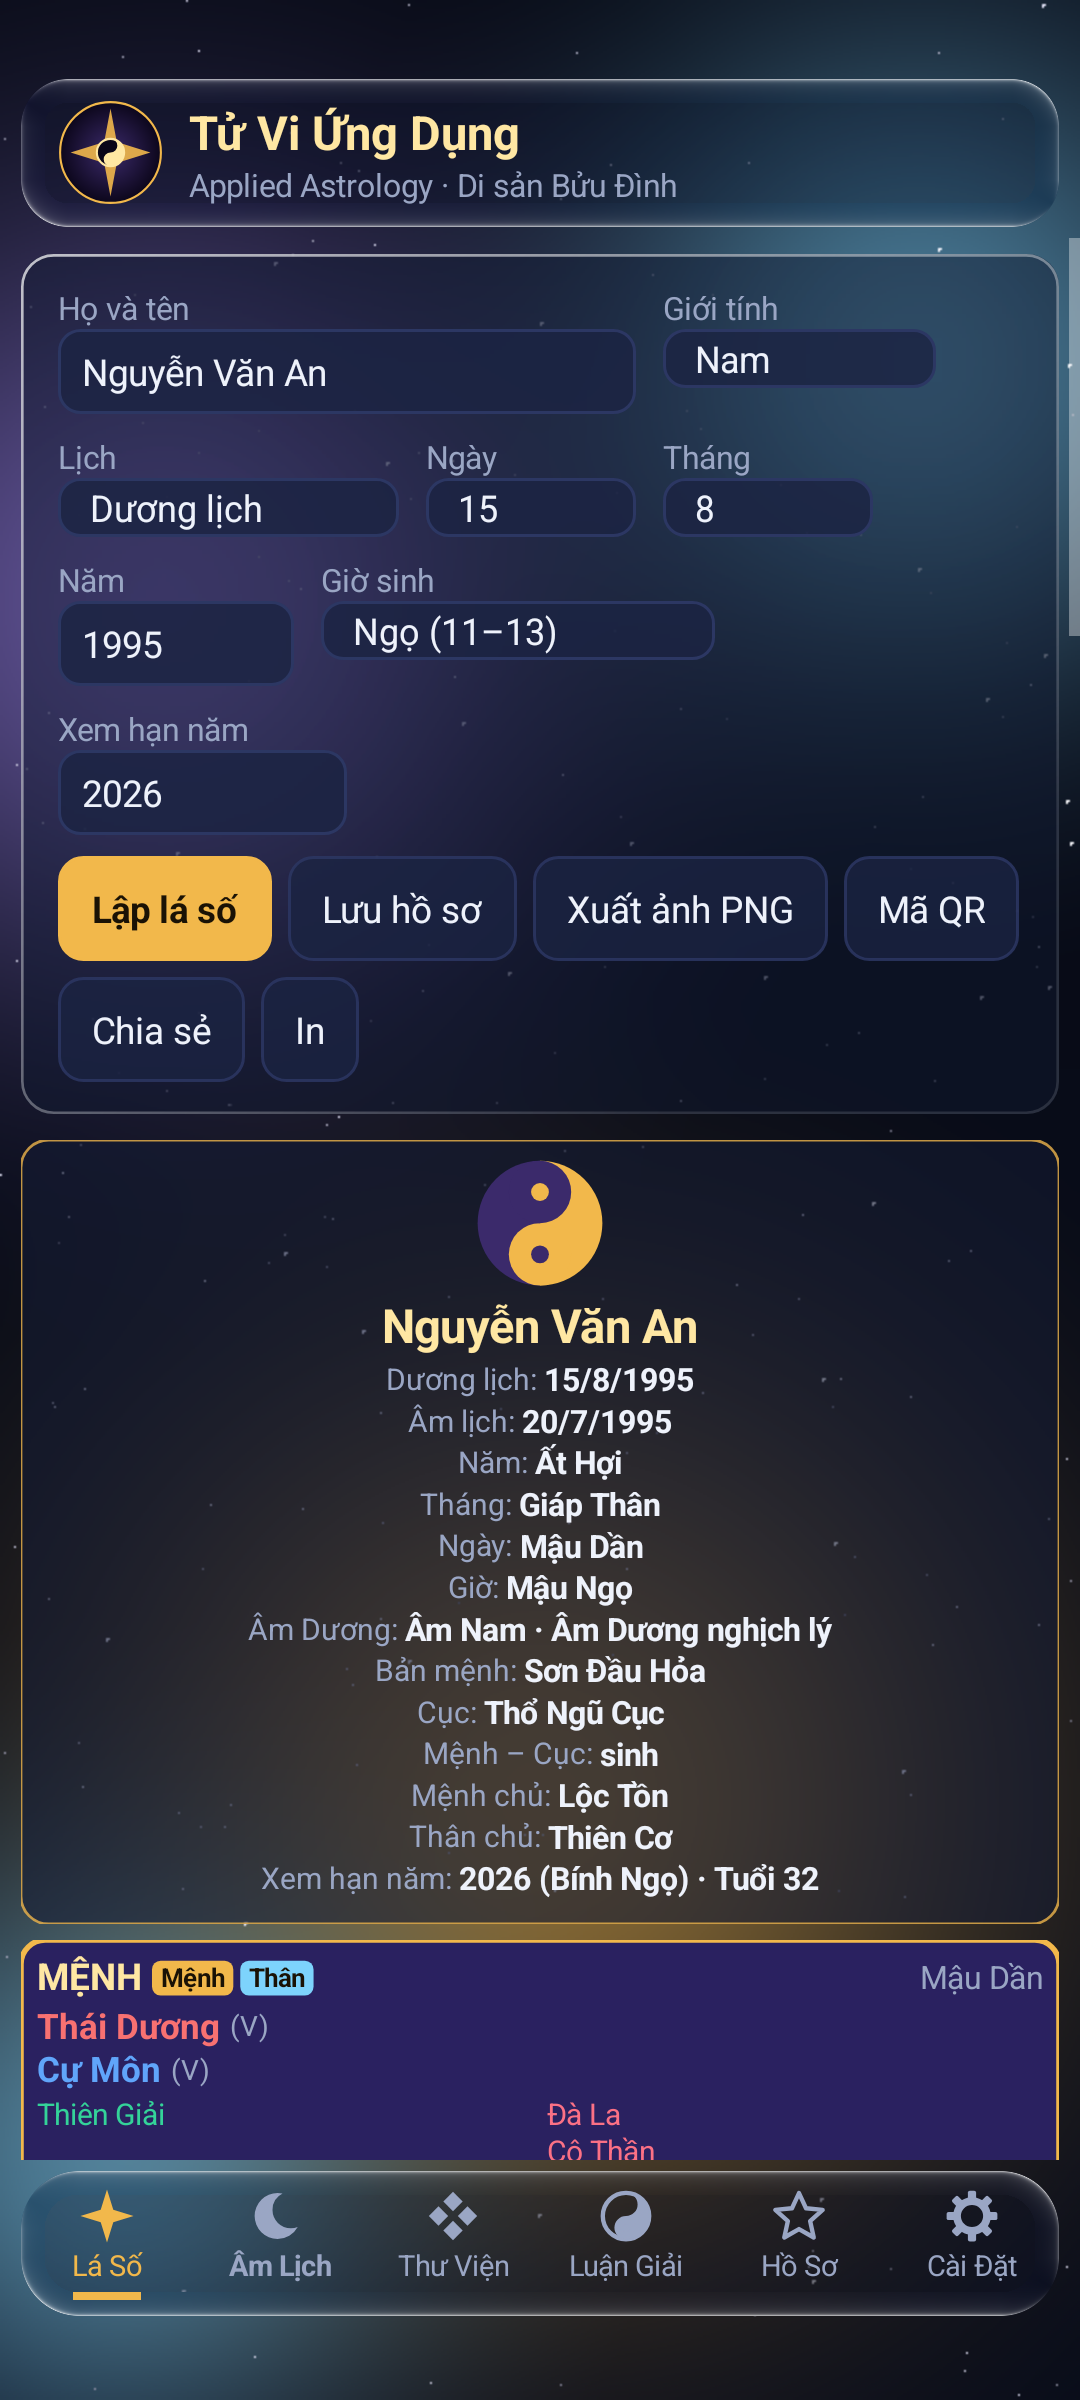 Tử Vi Ứng Dụng
Applied Astrology · Di sản Bửu Đình
Họ và tên Giới tính
Nguyễn Văn An Nam
Lịch Ngày Tháng
Dương lịch 15 8
Năm Giờ sinh
1995 Ngọ (11–13)
Xem hạn năm
2026
Lập lá số Lưu hồ sơ Xuất ảnh PNG Mã QR
Chia sẻ In
Nguyễn Văn An
Dương lịch: 15/8/1995
Âm lịch: 20/7/1995
Năm: Ất Hợi
Tháng: Giáp Thân
Ngày: Mậu Dần
Giờ: Mậu Ngọ
Âm Dương: Âm Nam · Âm Dương nghịch lý
Bản mệnh: Sơn Đầu Hỏa
Cục: Thổ Ngũ Cục
Mệnh – Cục: sinh
Mệnh chủ: Lộc Tồn
Thân chủ: Thiên Cơ
Xem hạn năm: 2026 (Bính Ngọ) · Tuổi 32
MỆNH Mệnh Thân Mậu Dần
Thái Dương (V)
Cự Môn (V)
Thiên Giải Đà La
Cô Thần
Lá Số Âm Lịch Thư Viện Luận Giải Hồ Sơ Cài Đặt